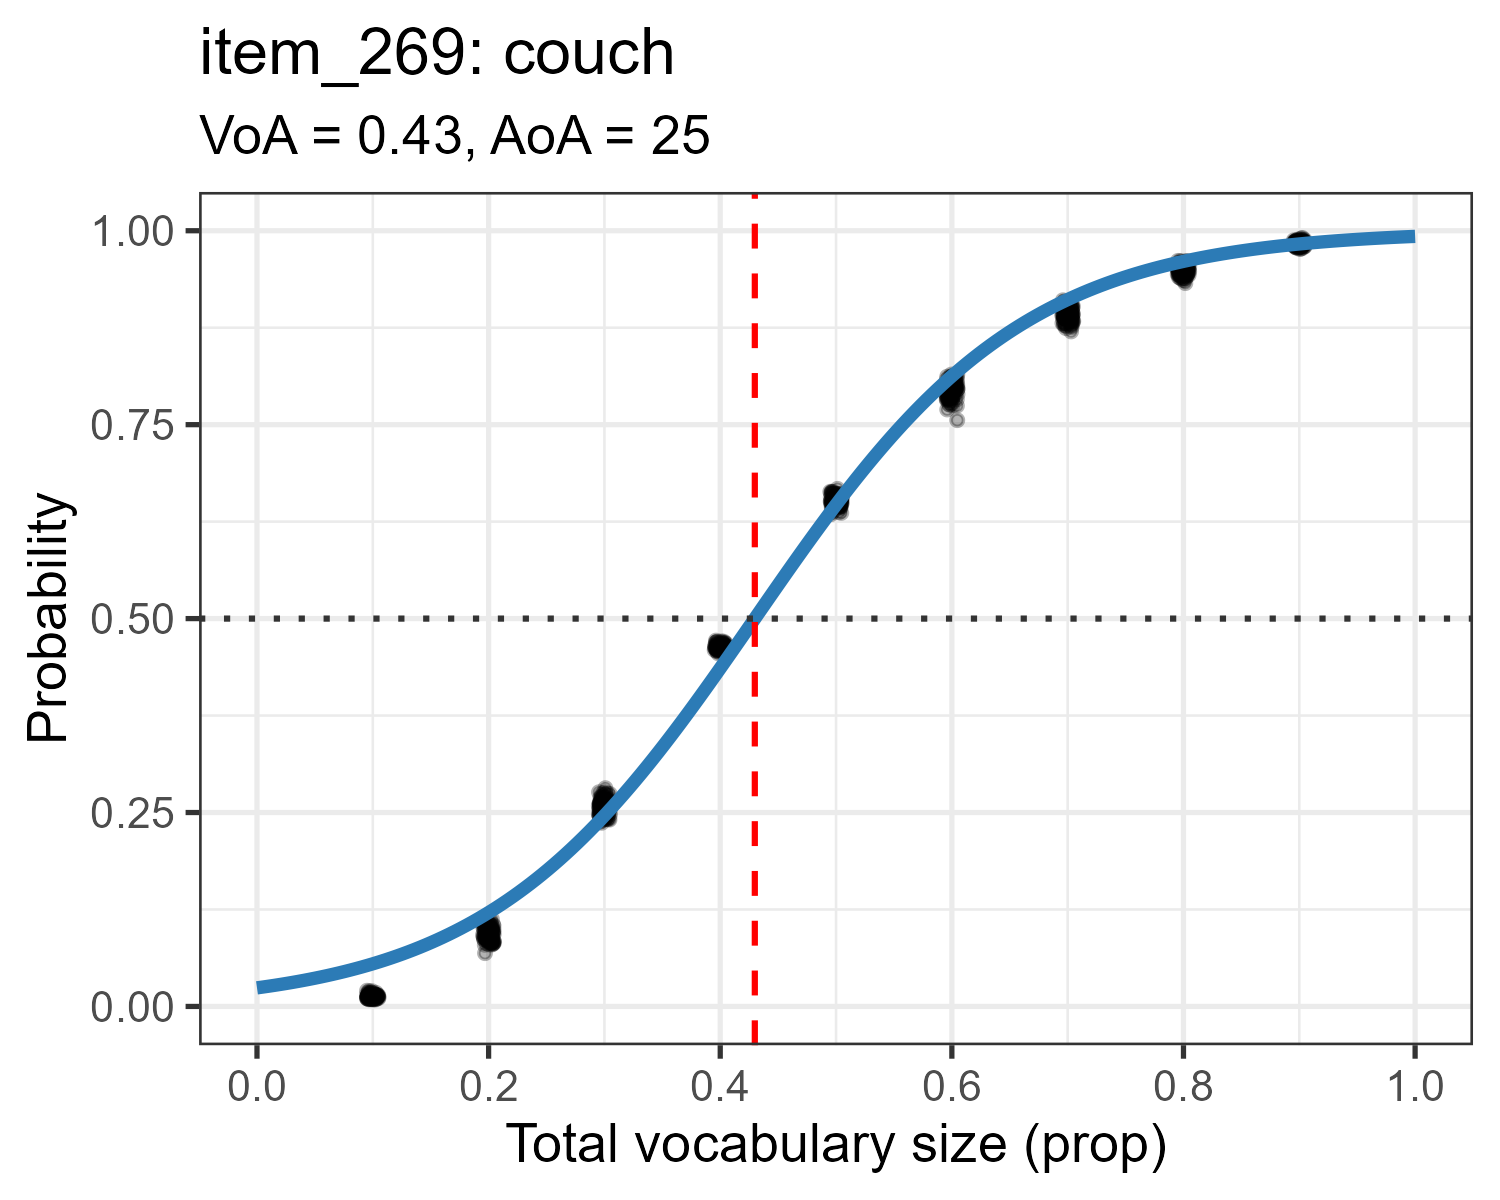 item_269: couch
VoA = 0.43, AoA = 25
Probability
1.00
0.75
0.50
0.25
0.00
0.0 0.2 0.4 0.6 0.8 1.0
Total vocabulary size (prop)